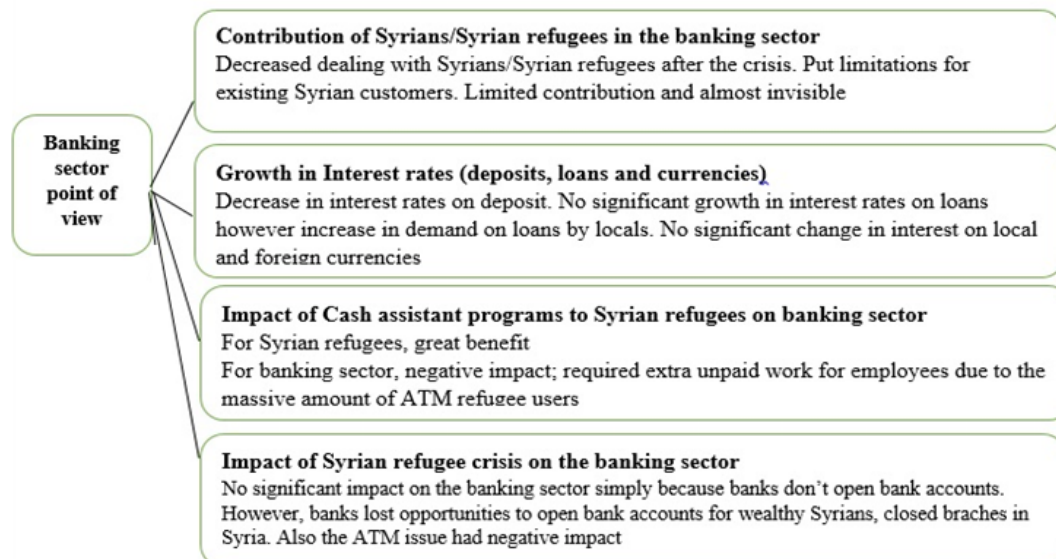 Banking
sector
point of
view
Contribution of Syrians/Syrian refugees in the banking sector
Decreased dealing with Syrians/Syrian refugees after the crisis. Put limitations for
existing Syrian customers. Limited contribution and almost invisible
Growth in Interest rates (deposits, loans and currencies)
Decrease in interest rates on deposit. No significant growth in interest rates on loans
however increase in demand on loans by locals. No significant change in interest on local
and foreign currencies
Impact of Cash assistant programs to Syrian refugees on banking sector
For Syrian refugees, great benefit
For banking sector, negative impact; required extra unpaid work for employees due to the
massive amount of ATM refugee users
Impact of Syrian refugee crisis on the banking sector
No significant impact on the banking sector simply because banks don’t open bank accounts.
However, banks lost opportunities to open bank accounts for wealthy Syrians, closed braches in
Syria. Also the ATM issue had negative impact